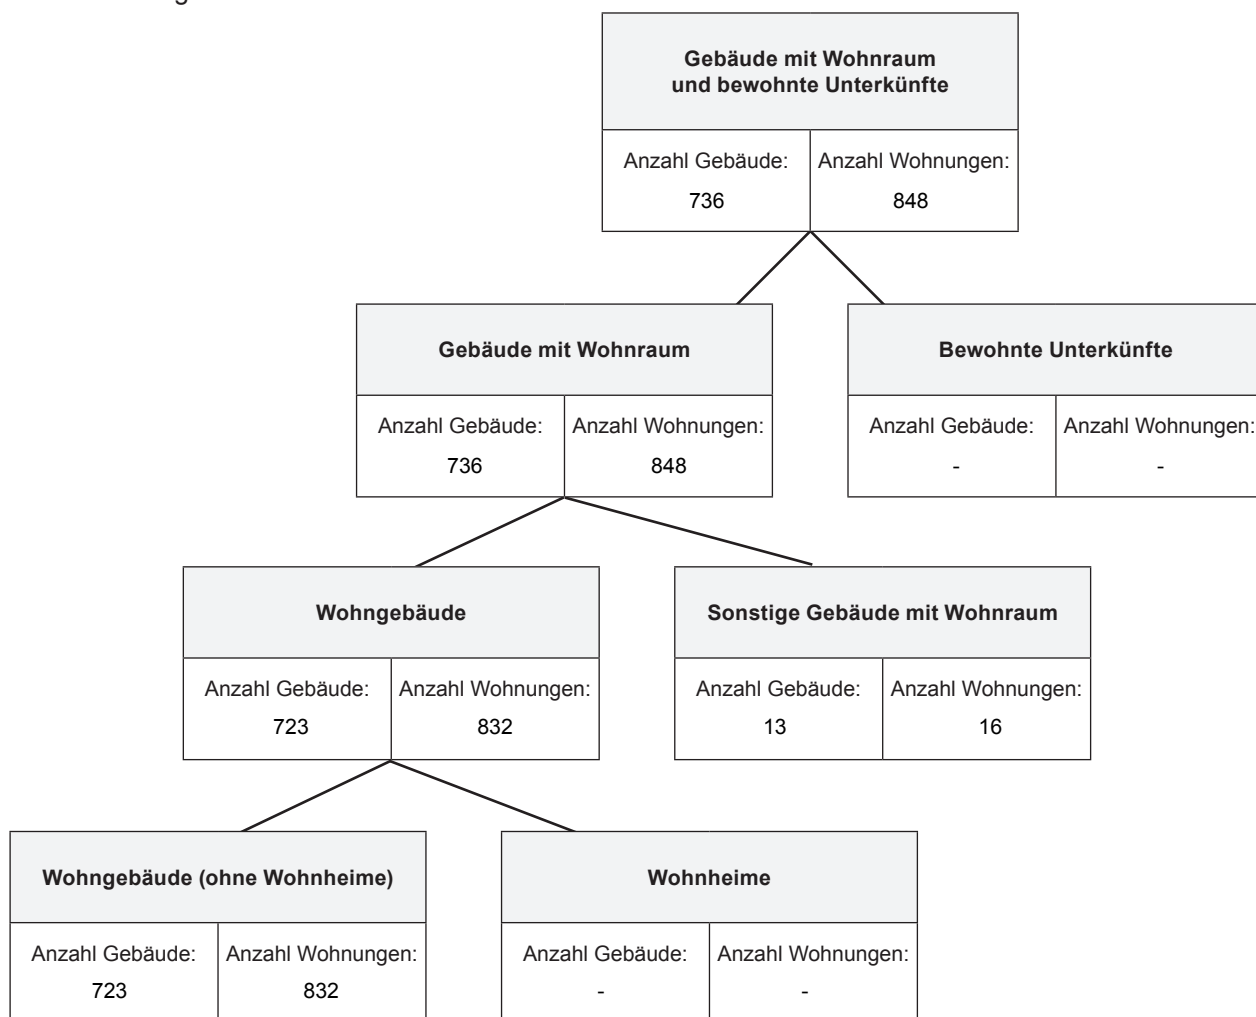 Gebäude mit Wohnraum
und bewohnte Unterkünfte
Anzahl Gebäude: Anzahl Wohnungen:
736 848
Gebäude mit Wohnraum
Bewohnte Unterkünfte
Anzahl Gebäude: Anzahl Wohnungen:
736 848
Anzahl Gebäude: Anzahl Wohnungen:
- -
Wohngebäude
Sonstige Gebäude mit Wohnraum
Anzahl Gebäude: Anzahl Wohnungen:
723 832
Anzahl Gebäude: Anzahl Wohnungen:
13 16
Wohngebäude (ohne Wohnheime)
Wohnheime
Anzahl Gebäude: Anzahl Wohnungen:
723 832
Anzahl Gebäude: Anzahl Wohnungen:
- -